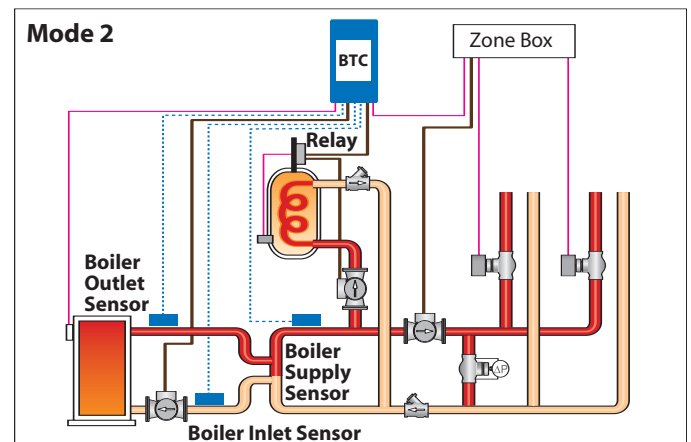 Mode 2
BTC
Zone Box
Relay
Boiler
Outlet
Sensor
Boiler
Supply
Sensor
ΔP
Boiler Inlet Sensor